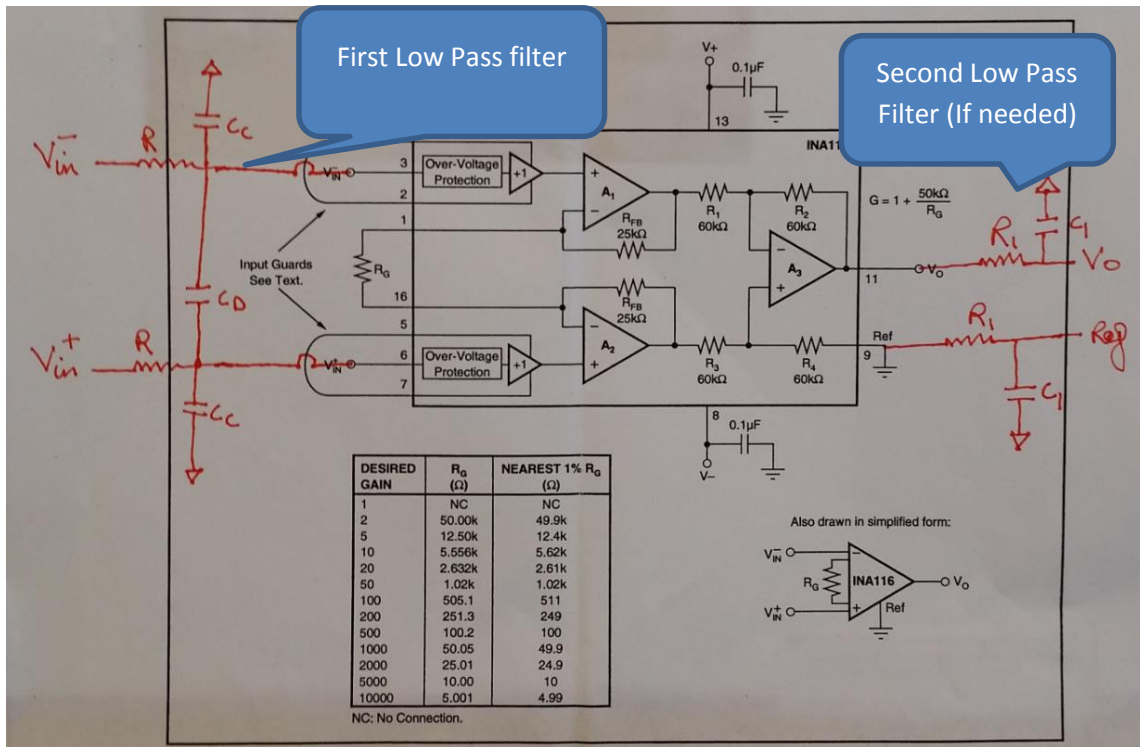 First Low Pass filter
Second Low Pass
Filter (If needed)
V+
0.1µF
13
INA11
Vin-
R
Cc
VIN-
3
2
1
Over-Voltage
Protection
+1
+
A1
−
RFB
25kΩ
R1
60kΩ
R2
60kΩ
G = 1 + 50kΩ
RG
R1
C1
Vo
Input Guards
See Text.
RG
CD
16
5
RFB
25kΩ
−
A2
+
−
A3
+
11
Vo
Vin+
R
Cc
VIN+
6
7
Over-Voltage
Protection
+1
R3
60kΩ
R4
60kΩ
Ref
9
R1
C1
Ref
8
0.1µF
V−
DESIRED GAIN RG (Ω) NEAREST 1% RG (Ω)
1 NC NC
2 50.00k 49.9k
5 12.50k 12.4k
10 5.556k 5.62k
20 2.632k 2.61k
50 1.02k 1.02k
100 505.1 511
200 251.3 249
500 100.2 100
1000 50.05 49.9
2000 25.01 24.9
5000 10.00 10
10000 5.001 4.99
NC: No Connection.
Also drawn in simplified form:
VIN-
−
RG
INA116
Vo
VIN+
+
Ref